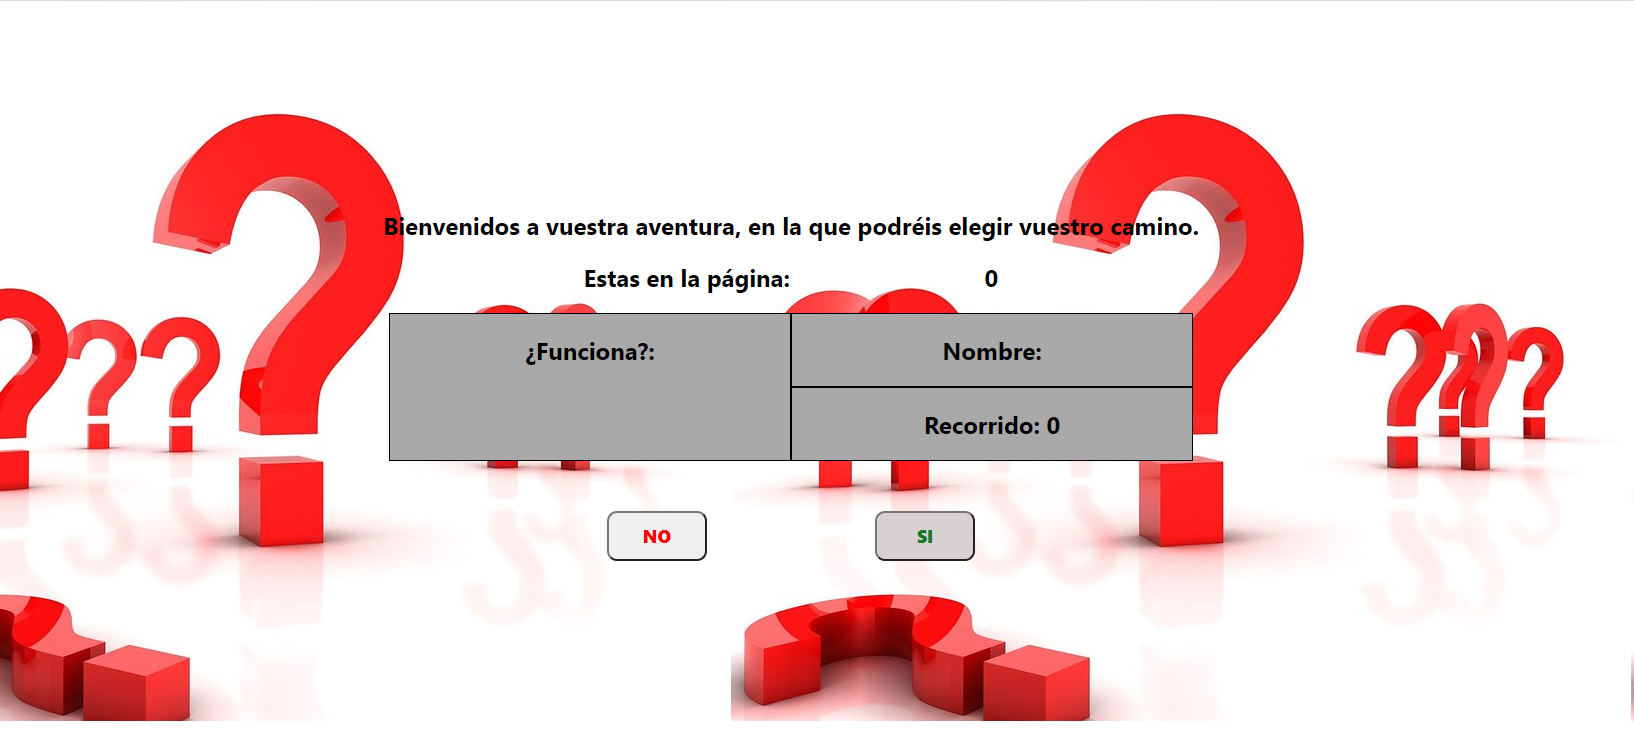 Bienvenidos a vuestra aventura, en la que podréis elegir vuestro camino.
Estas en la página: 0
¿Funciona?:
Nombre:
Recorrido: 0
NO
SI